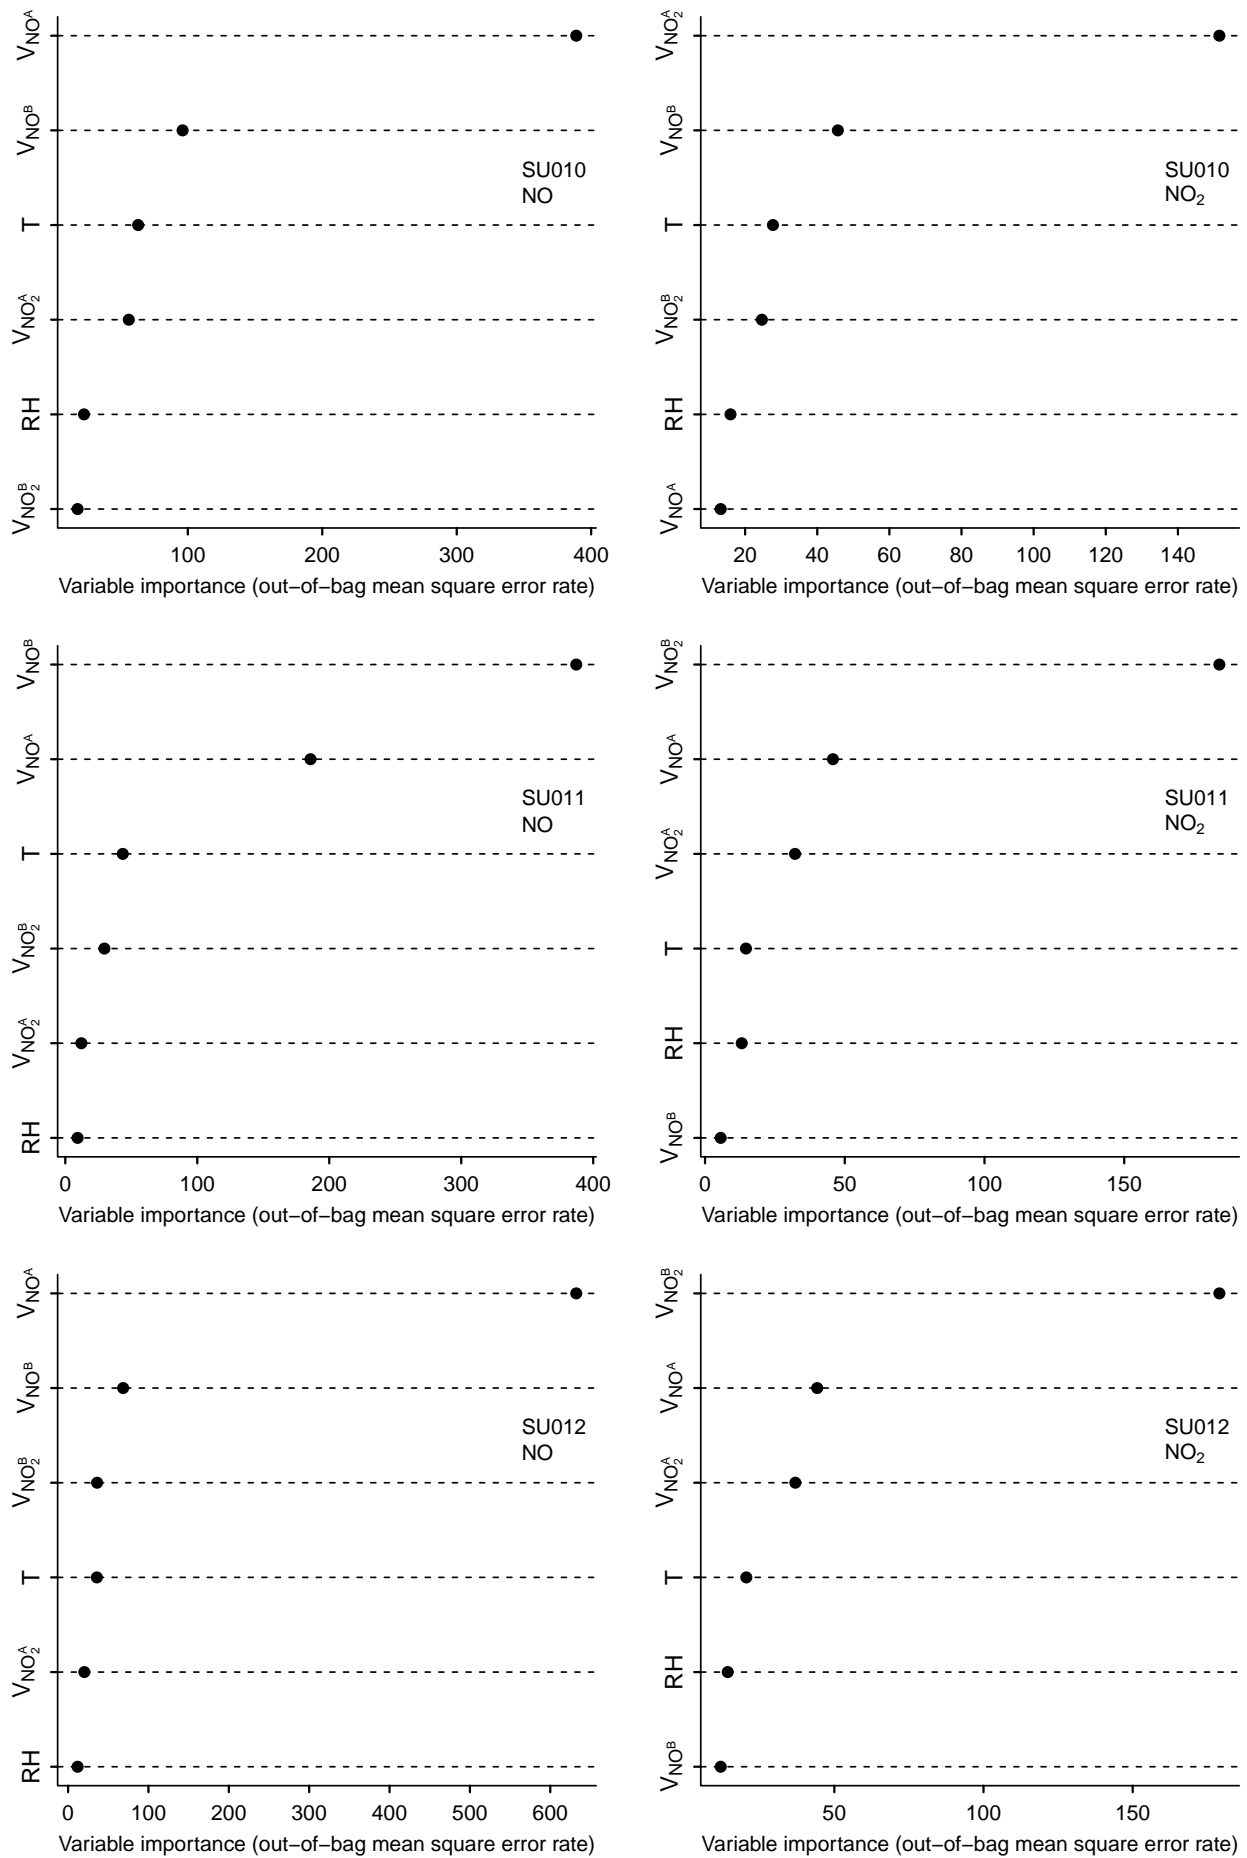 V_NO^A
V_NO^B
T
V_NO₂^A
RH
V_NO₂^B
SU010
NO
100 200 300 400
Variable importance (out−of−bag mean square error rate)
V_NO₂^A
V_NO^B
T
V_NO₂^B
RH
V_NO^A
SU010
NO₂
20 40 60 80 100 120 140
Variable importance (out−of−bag mean square error rate)
V_NO^B
V_NO^A
T
V_NO₂^B
V_NO₂^A
RH
SU011
NO
0 100 200 300 400
Variable importance (out−of−bag mean square error rate)
V_NO₂^B
V_NO^A
V_NO₂^A
T
RH
V_NO^B
SU011
NO₂
0 50 100 150
Variable importance (out−of−bag mean square error rate)
V_NO^A
V_NO^B
V_NO₂^B
T
V_NO₂^A
RH
SU012
NO
0 100 200 300 400 500 600
Variable importance (out−of−bag mean square error rate)
V_NO₂^B
V_NO^A
V_NO₂^A
T
RH
V_NO^B
SU012
NO₂
50 100 150
Variable importance (out−of−bag mean square error rate)